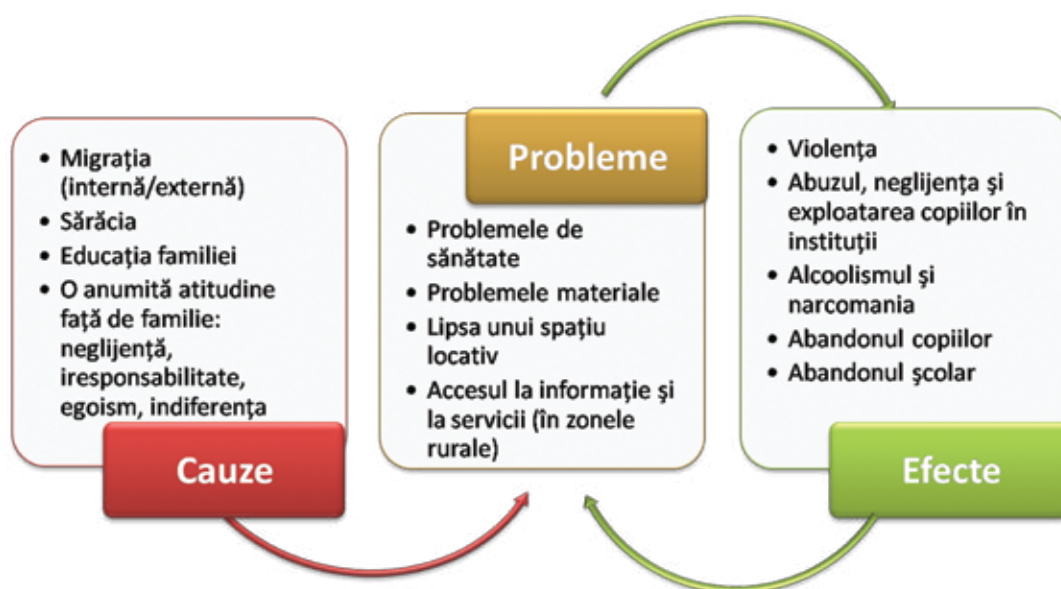 • Migrația
(internă/externă)
• Sărăcia
• Educația familiei
• O anumită atitudine
față de familie:
neglijență,
iresponsabilitate,
egoism, indiferența
Cauze
Probleme
• Problemele de
sănătate
• Problemele materiale
• Lipsa unui spațiu
locativ
• Accesul la informație și
la servicii (în zonele
rurale)
• Violența
• Abuzul, neglijența și
exploatarea copiilor în
instituții
• Alcoolismul și
narcomania
• Abandonul copiilor
• Abandonul școlar
Efecte